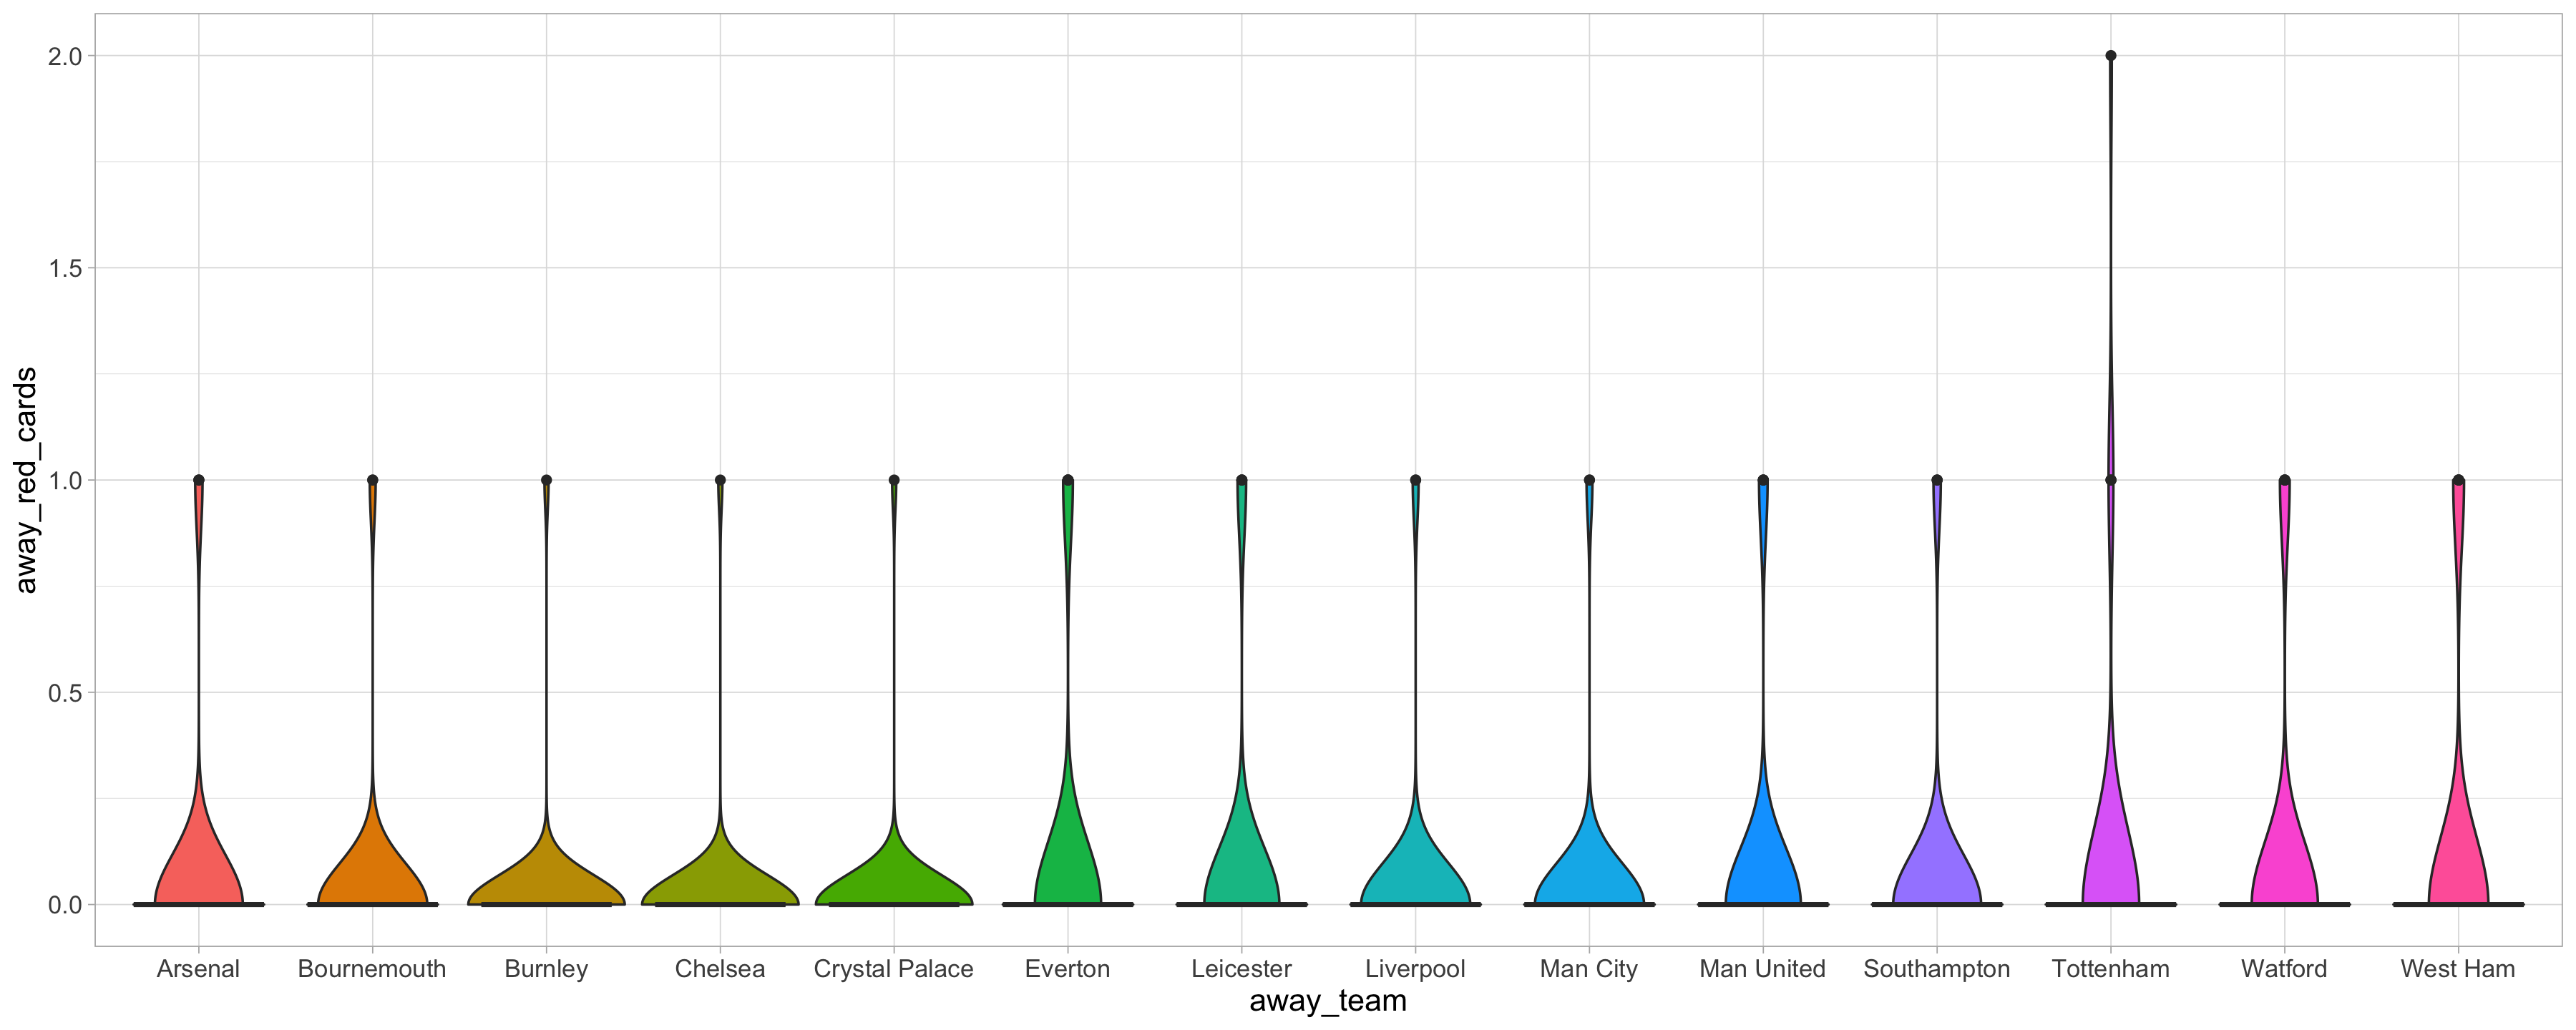 away_red_cards
2.0
1.5
1.0
0.5
0.0
Arsenal Bournemouth Burnley Chelsea Crystal Palace Everton Leicester Liverpool Man City Man United Southampton Tottenham Watford West Ham
away_team